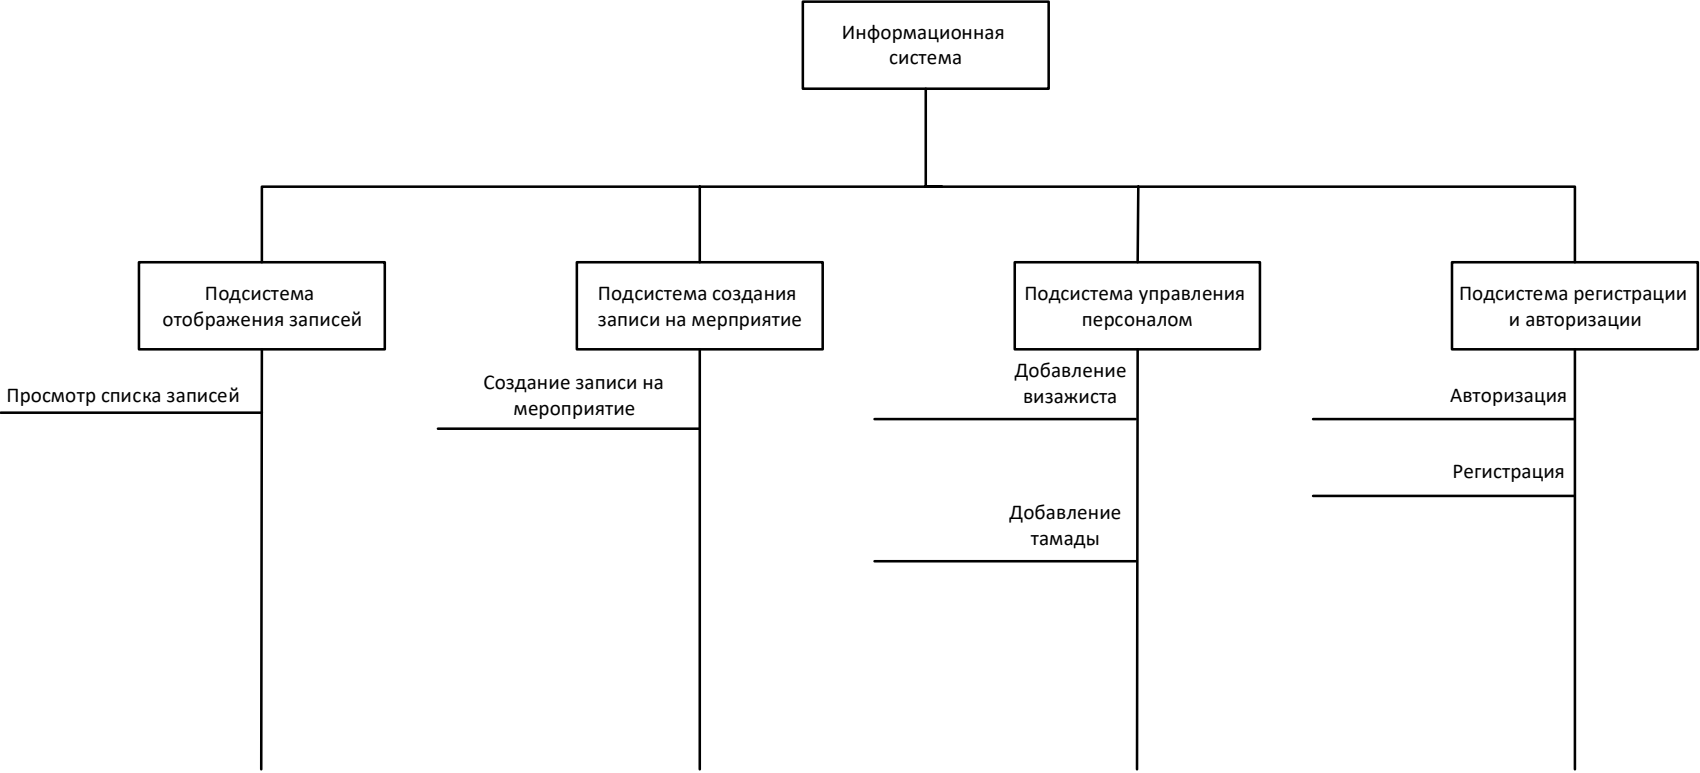 Информационная
система
Подсистема
отображения записей
Подсистема создания
записи на мерприятие
Подсистема управления
персоналом
Подсистема регистрации
и авторизации
Просмотр списка записей
Создание записи на
мероприятие
Добавление
визажиста
Добавление
тамады
Авторизация
Регистрация